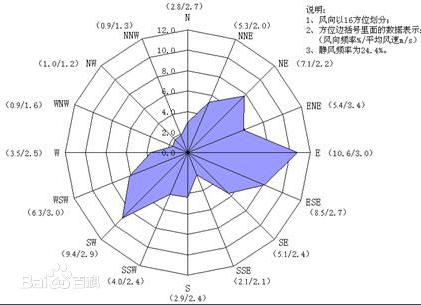 说明:
1、风向以16方位划分;
2、方位边括号里面的数据表示:
(风向频率%/平均风速m/s)
3、静风频率为24.4%。
(2.8/2.7)
N
(0.9/1.3)
NNW
(5.3/2.0)
NNE
(1.0/1.2)
NW
NE
(7.1/2.2)
(0.9/1.6)
WNW
ENE
(5.4/3.4)
W
(3.5/2.5)
E
(10.6/3.0)
WSW
(6.3/3.0)
ESE
(8.5/2.7)
SW
(9.4/2.9)
SE
(5.1/2.4)
SSW
(4.0/2.4)
SSE
(2.1/2.1)
S
(2.9/2.4)
12.0
10.0
8.0
6.0
4.0
2.0
0.0
Bai百科